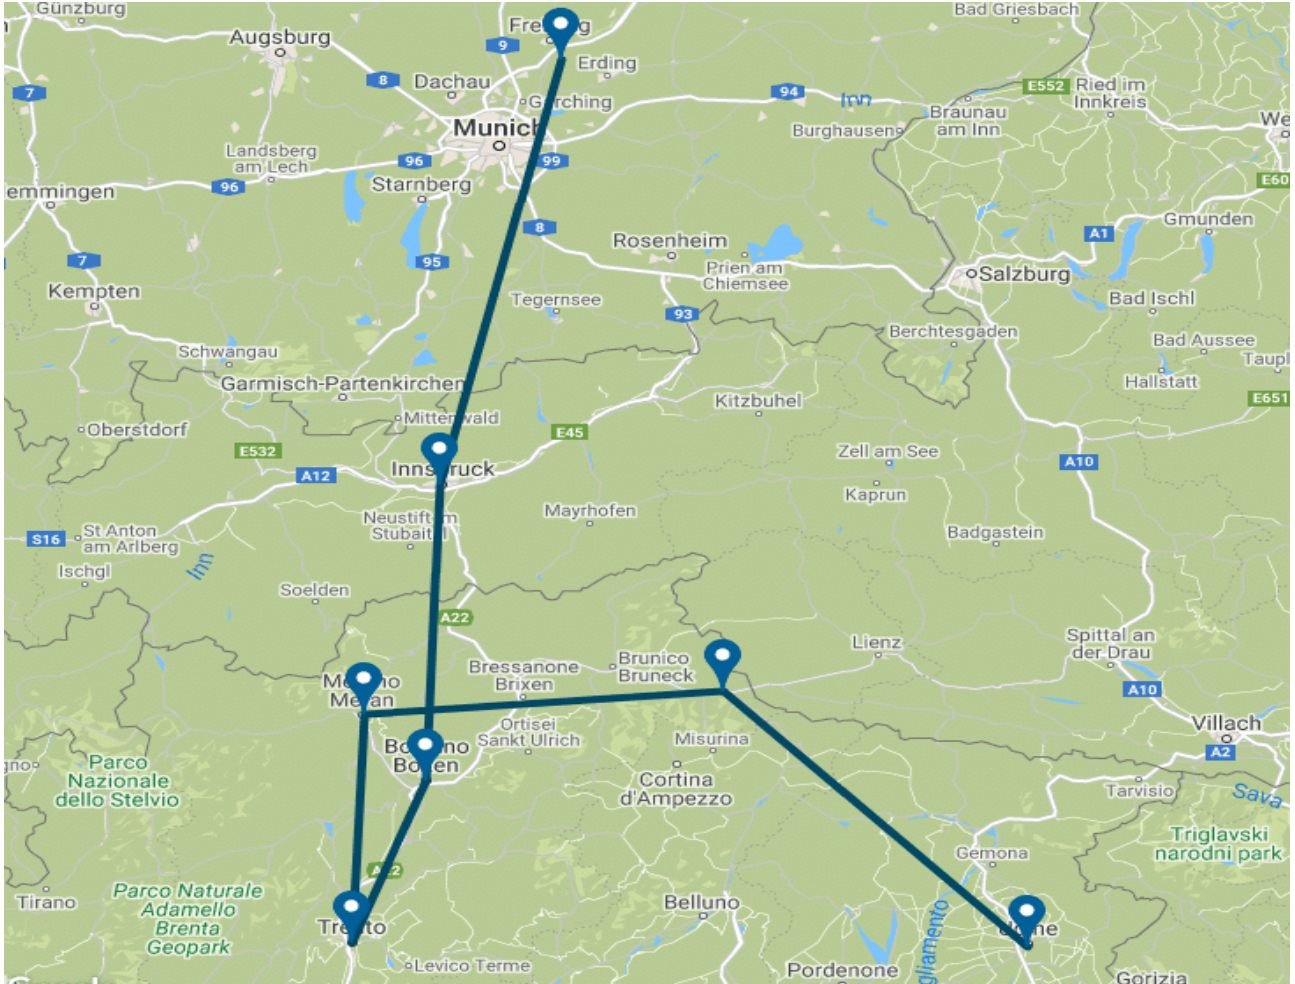 Günzburg
Bad Griesbach
Augsburg
9
Erding
8
Dachau
7
94
Inn
E552
Ried im
Innkreis
Garching
Braunau
am Inn
Burghausen
We
Munich
Landsberg
am Lech
96
99
96
Starnberg
E60
emmingen
Gmunden
8
A1
Rosenheim
7
95
Prien am
Chiemsee
Salzburg
Kempten
Tegernsee
Bad Ischl
93
Berchtesgaden
Bad Aussee
Schwangau
Taupl
Garmisch-Partenkirchen
Hallstatt
Kitzbuhel
E651
Oberstdorf
E45
E532
Zell am See
A12
A10
Kaprun
Mayrhofen
St Anton
am Arlberg
S16
Badgastein
Inn
Ischgl
Soelden
A22
Lienz
Spittal an
der Drau
Bressanone
Brixen
Brunico
Bruneck
A10
Ortisei
Sankt Ulrich
Misurina
Villach
A2
Parco
Nazionale
dello Stelvio
Cortina
d'Ampezzo
Tarvisio
Sava
Triglavski
narodni park
Gemona
Parco Naturale
Adamello
Brenta
Geopark
Tirano
Belluno
Levico Terme
Pordenone
gliamento
Gorizia